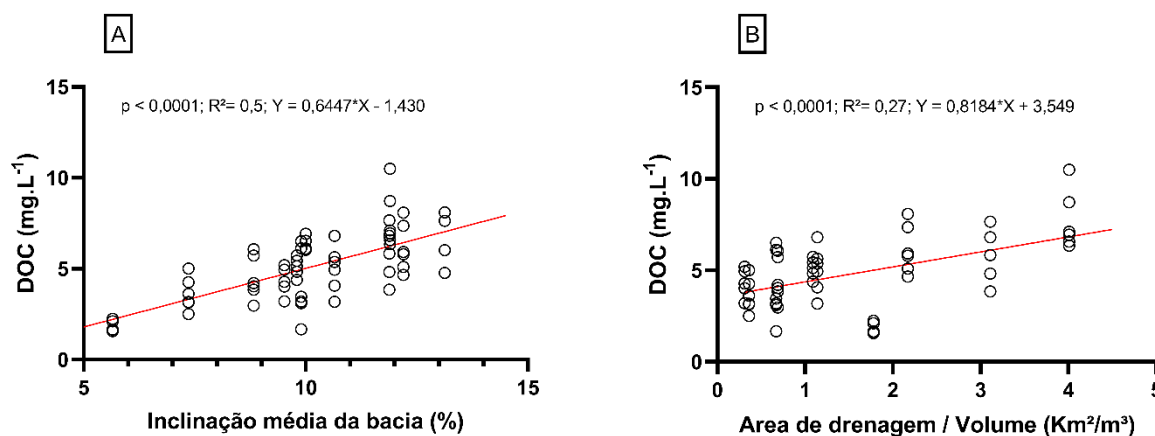 A
p < 0,0001; R²= 0,5; Y = 0,6447*X - 1,430
15
10
5
0
DOC (mg.L⁻¹)
5
10
15
Inclinação média da bacia (%)
B
p < 0,0001; R²= 0,27; Y = 0,8184*X + 3,549
15
10
5
0
DOC (mg.L⁻¹)
0
1
2
3
4
5
Area de drenagem / Volume (Km²/m³)